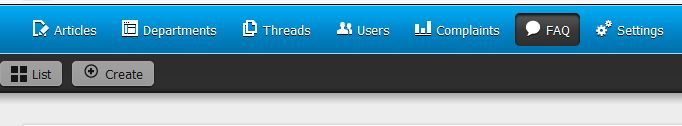 Articles Departments Threads Users Complaints FAQ Settings
List Create